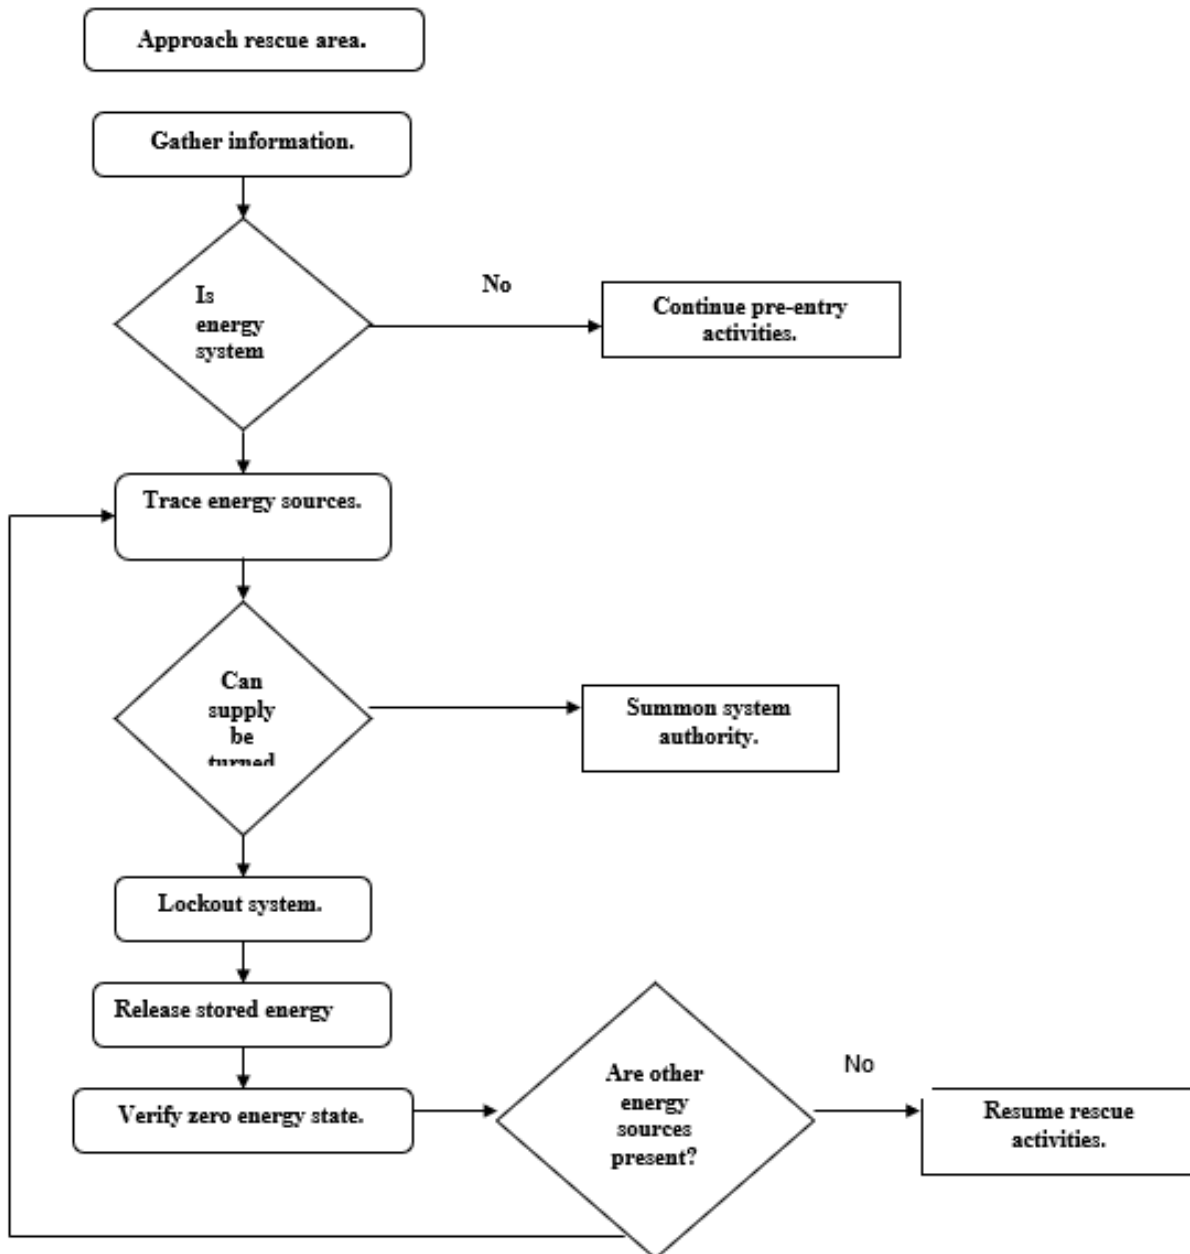 Approach rescue area.
Gather information.
Is
energy
system
No
Continue pre-entry
activities.
Trace energy sources.
Can
supply
be
turned
Summon system
authority.
Lockout system.
Release stored energy
Verify zero energy state.
Are other
energy
sources
present?
No
Resume rescue
activities.